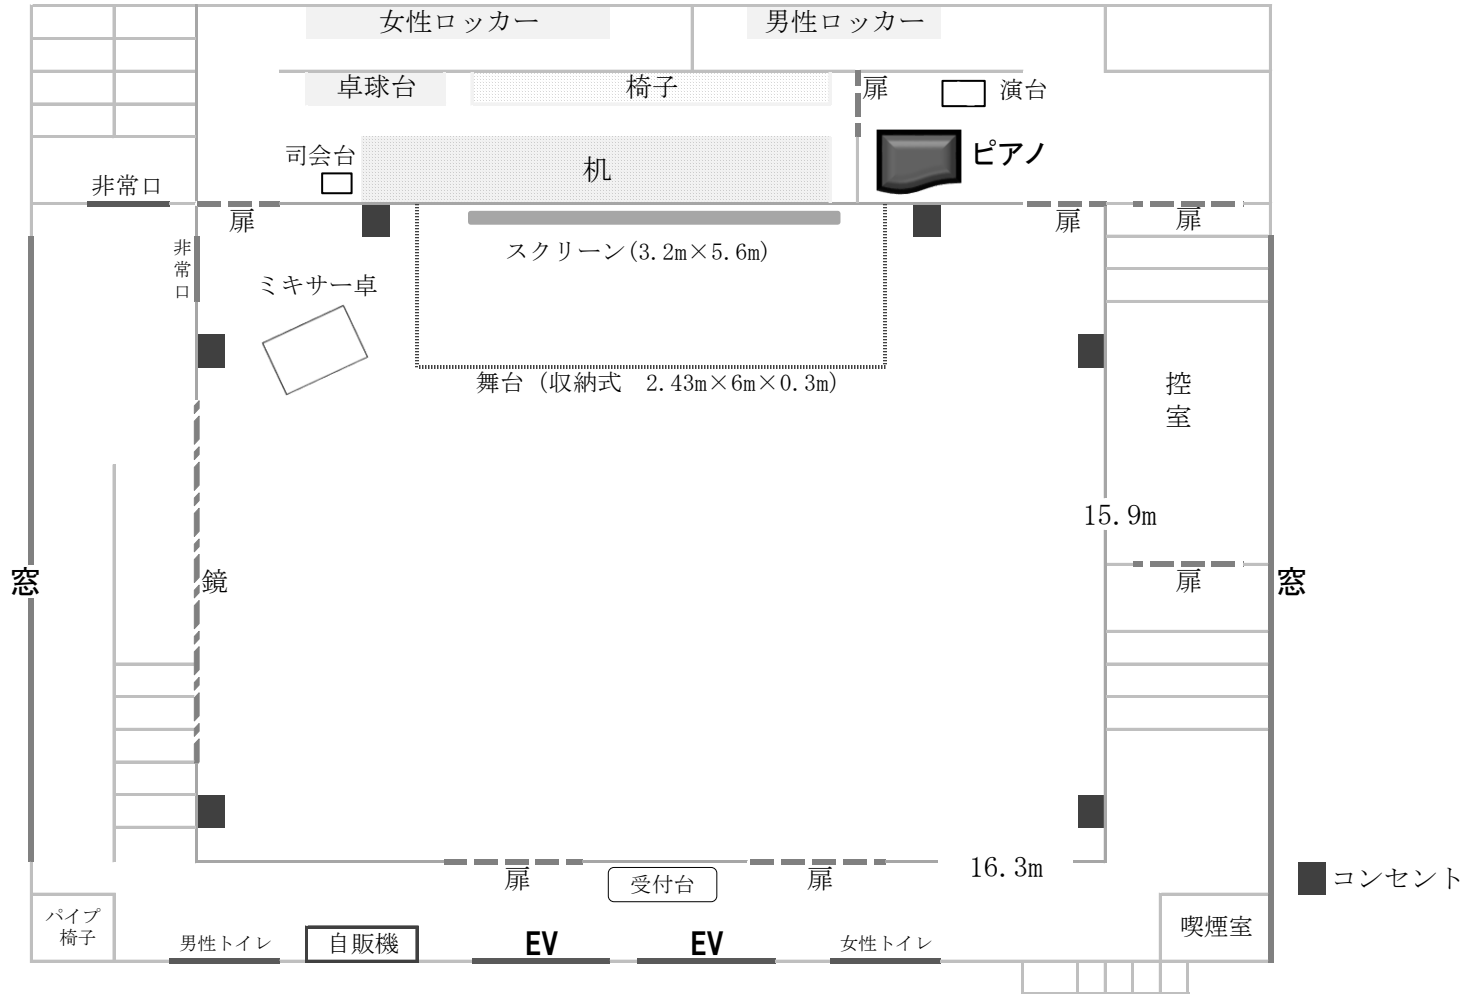 女性ロッカー
男性ロッカー
卓球台
椅子
扉
演台
司会台
机
ピアノ
非常口
扉
扉
扉
非常口
スクリーン(3.2m×5.6m)
ミキサー卓
舞台（収納式　2.43m×6m×0.3m）
控室
15.9m
窓
鏡
扉
窓
16.3m
扉
受付台
扉
コンセント
パイプ
椅子
男性トイレ
自販機
EV
EV
女性トイレ
喫煙室